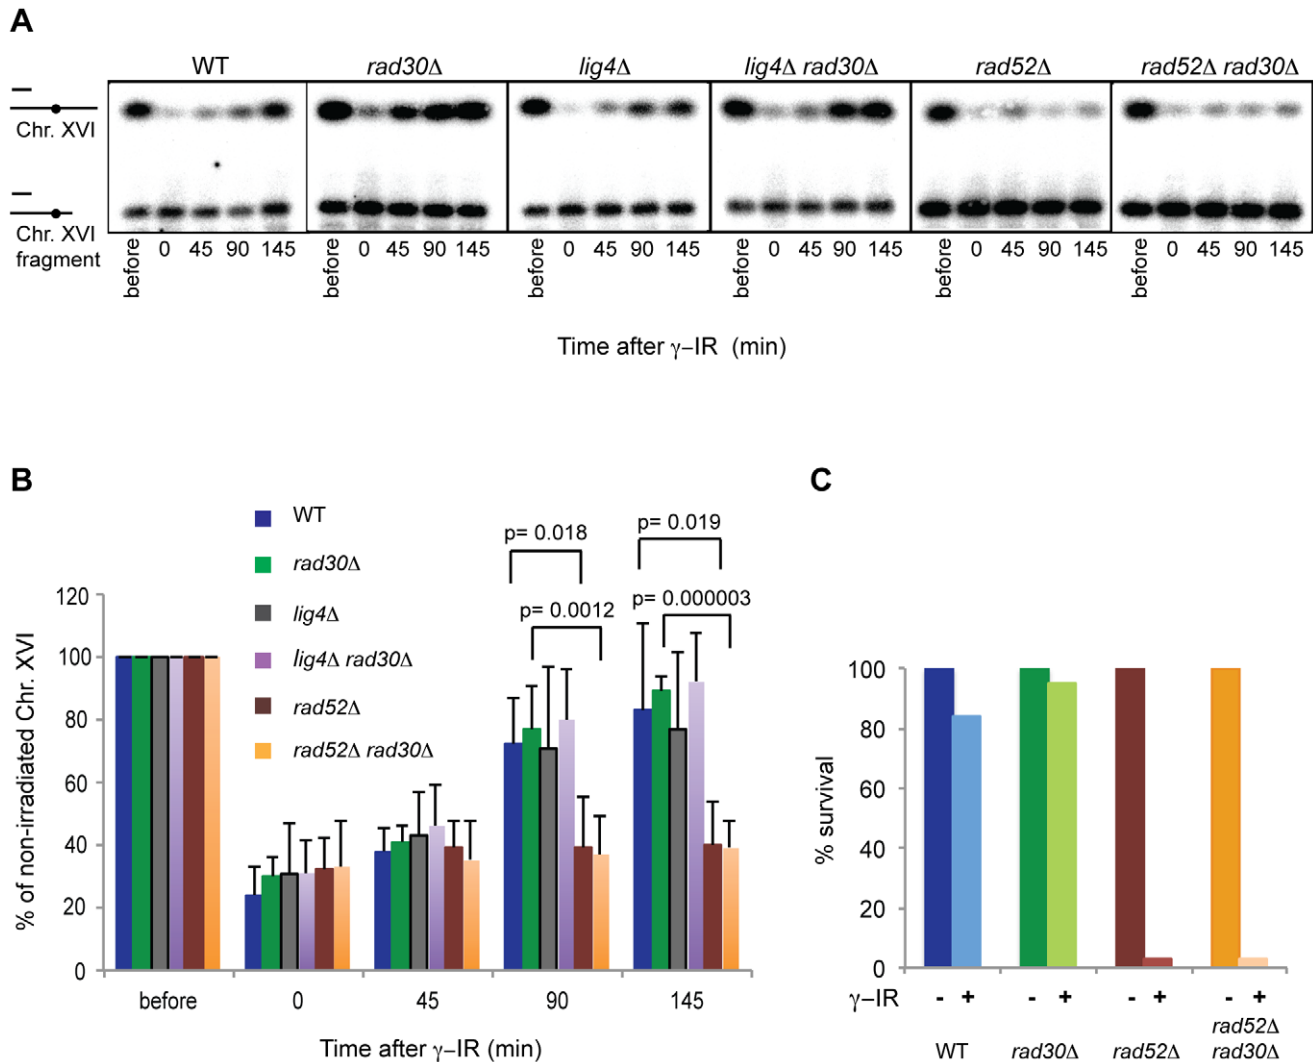 A
WT rad30Δ lig4Δ lig4Δ rad30Δ rad52Δ rad52Δ rad30Δ
Chr. XVI
Chr. XVI
fragment
before 0 45 90 145 before 0 45 90 145 before 0 45 90 145 before 0 45 90 145 before 0 45 90 145 before 0 45 90 145
Time after γ–IR (min)
B
WT
rad30Δ
lig4Δ
lig4Δ rad30Δ
rad52Δ
rad52Δ rad30Δ
p= 0.018
p= 0.0012
p= 0.019
p= 0.000003
% of non-irradiated Chr. XVI
120
100
80
60
40
20
0
before 0 45 90 145
Time after γ–IR (min)
C
% survival
100
80
60
40
20
0
γ–IR - + - + - + - +
WT rad30Δ rad52Δ rad52Δ
rad30Δ